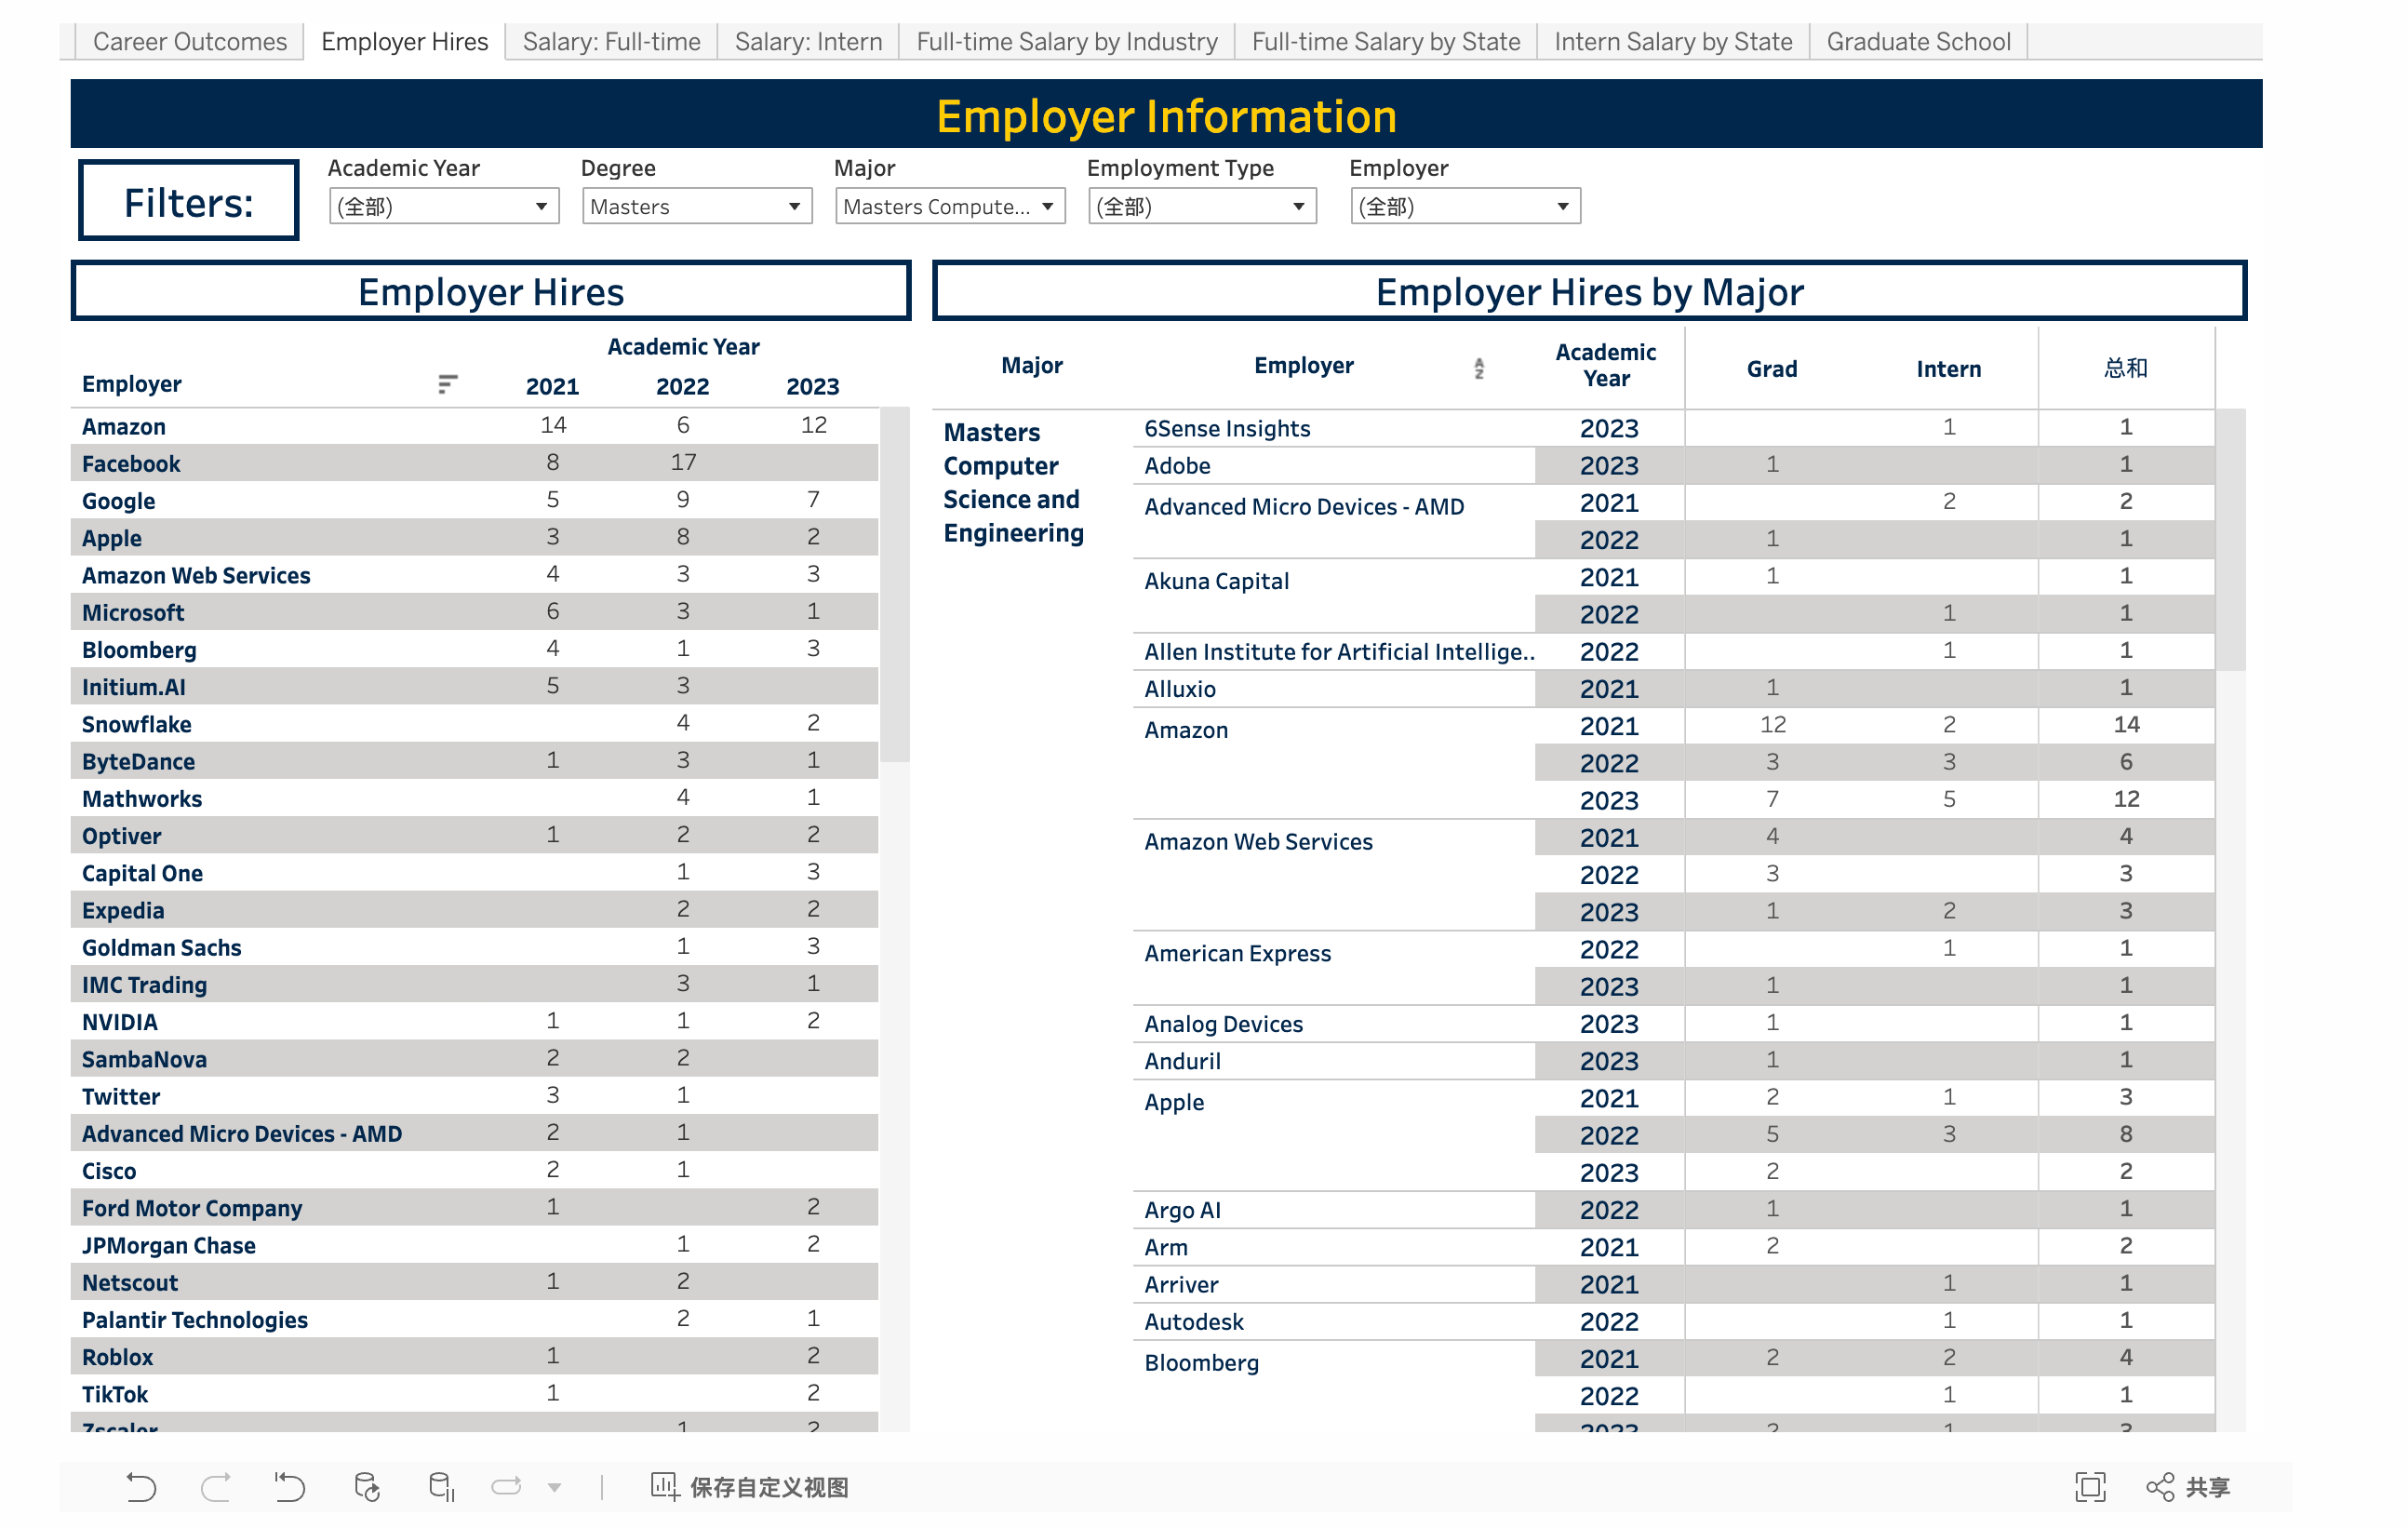 Career Outcomes Employer Hires Salary: Full-time Salary: Intern Full-time Salary by Industry Full-time Salary by State Intern Salary by State Graduate School
Employer Information
Filters:
Academic Year Degree Major Employment Type Employer
(全部) Masters Masters Compute... (全部) (全部)
Employer Hires
Academic Year
Employer 2021 2022 2023
Amazon 14 6 12
Facebook 8 17
Google 5 9 7
Apple 3 8 2
Amazon Web Services 4 3 3
Microsoft 6 3 1
Bloomberg 4 1 3
Initium.AI 5 3
Snowflake 4 2
ByteDance 1 3 1
Mathworks 4 1
Optiver 1 2 2
Capital One 1 3
Expedia 2 2
Goldman Sachs 1 3
IMC Trading 3 1
NVIDIA 1 1 2
SambaNova 2 2
Twitter 3 1
Advanced Micro Devices - AMD 2 1
Cisco 2 1
Ford Motor Company 1 2
JPMorgan Chase 1 2
Netscout 1 2
Palantir Technologies 2 1
Roblox 1 2
TikTok 1 2
Zscaler 1 2
Employer Hires by Major
Major Employer Academic Year Grad Intern 总和
Masters
Computer
Science and
Engineering
6Sense Insights 2023 1 1
Adobe 2023 1 1
Advanced Micro Devices - AMD 2021 2 2
2022 1 1
Akuna Capital 2021 1 1
2022 1 1
Allen Institute for Artificial Intellige.. 2022 1 1
Alluxio 2021 1 1
Amazon 2021 12 2 14
2022 3 3 6
2023 7 5 12
Amazon Web Services 2021 4 4
2022 3 3
2023 1 2 3
American Express 2022 1 1
2023 1 1
Analog Devices 2023 1 1
Anduril 2023 1 1
Apple 2021 2 1 3
2022 5 3 8
2023 2 2
Argo AI 2022 1 1
Arm 2021 2 2
Arriver 2021 1 1
Autodesk 2022 1 1
Bloomberg 2021 2 2 4
2022 1 1
2023 2 1 3
保存自定义视图 共享